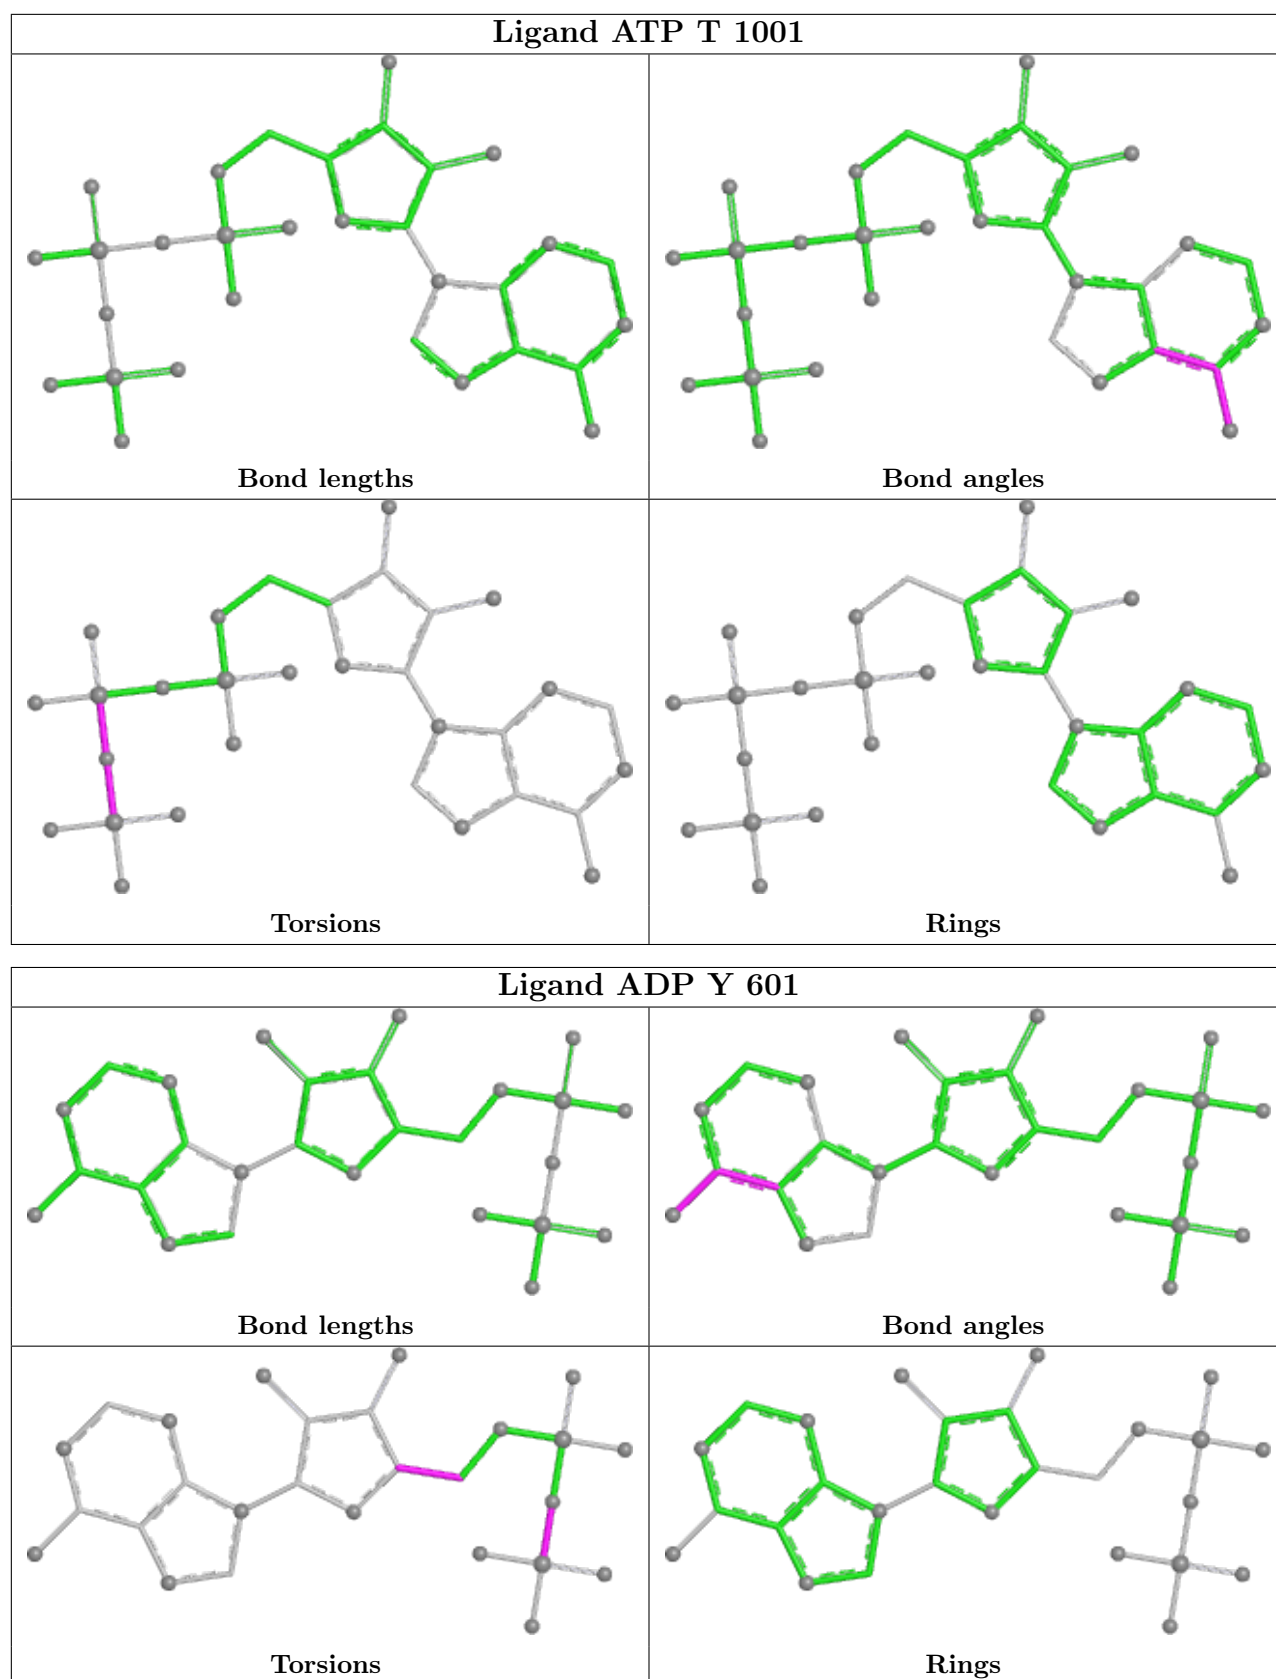 Ligand ATP T 1001
Bond lengths
Bond angles
Torsions
Rings
Ligand ADP Y 601
Bond lengths
Bond angles
Torsions
Rings